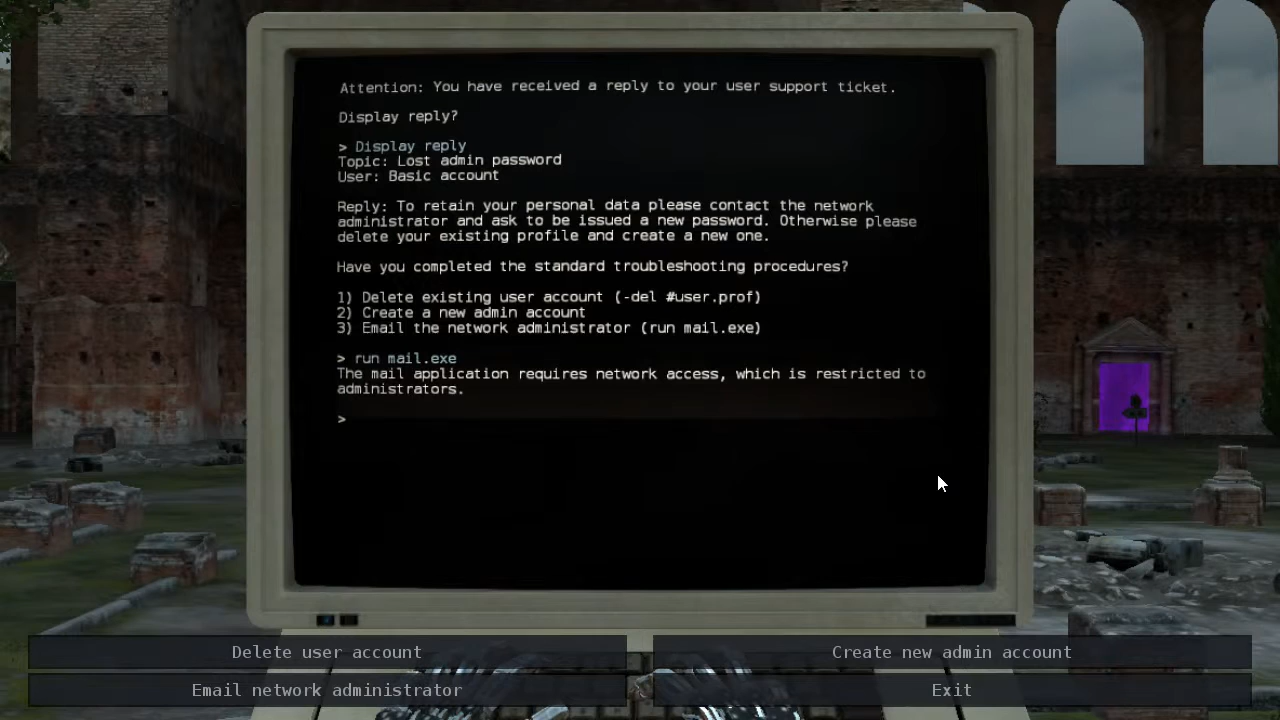 Attention: You have received a reply to your user support ticket.
Display reply?
> Display reply
Topic: Lost admin password
User: Basic account
Reply: To retain your personal data please contact the network
administrator and ask to be issued a new password. Otherwise please
delete your existing profile and create a new one.
Have you completed the standard troubleshooting procedures?
1) Delete existing user account (-del #user.prof)
2) Create a new admin account
3) Email the network administrator (run mail.exe)
> run mail.exe
The mail application requires network access, which is restricted to
administrators.
>
Delete user account
Create new admin account
Email network administrator
Exit